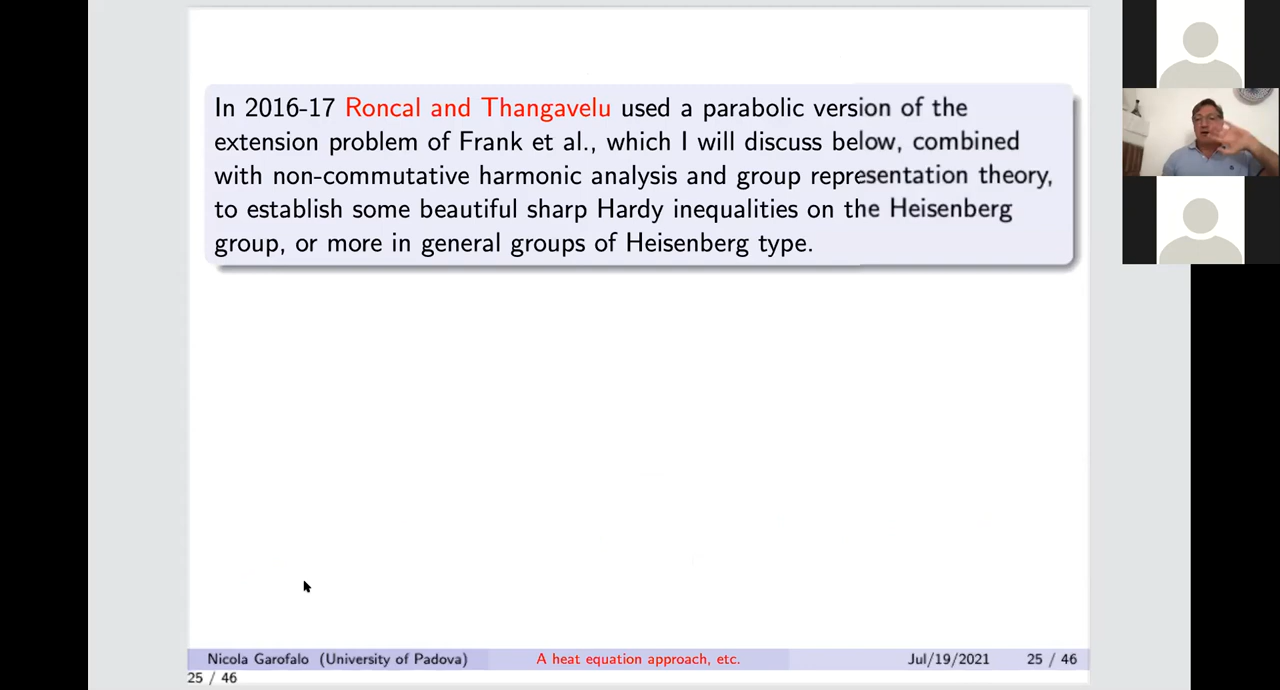 In 2016-17 Roncal and Thangavelu used a parabolic version of the
extension problem of Frank et al., which I will discuss below, combined
with non-commutative harmonic analysis and group representation theory,
to establish some beautiful sharp Hardy inequalities on the Heisenberg
group, or more in general groups of Heisenberg type.
Nicola Garofalo (University of Padova) A heat equation approach, etc. Jul/19/2021 25 / 46
25 / 46